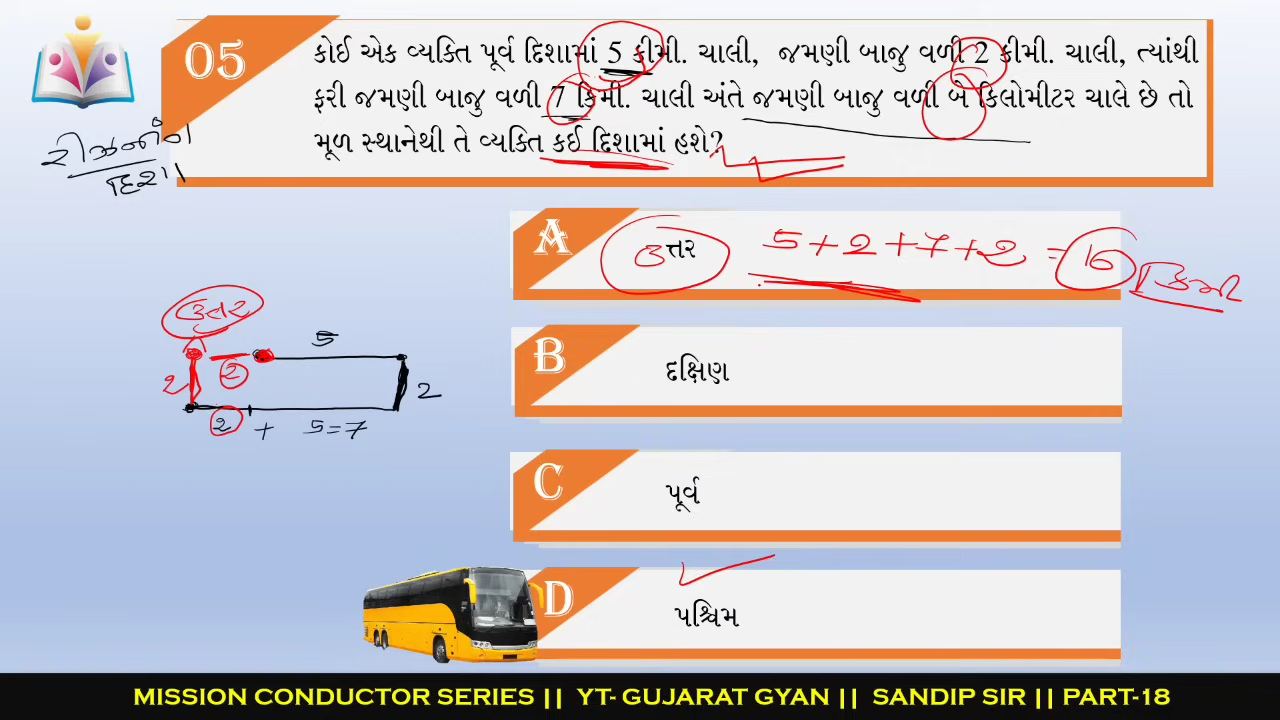 05
કોઈ એક વ્યક્તિ પૂર્વ દિશામાં 5 કીમી. ચાલી, જમણી બાજુ વળી 2 કીમી. ચાલી, ત્યાંથી
ફરી જમણી બાજુ વળી 7 કિમી. ચાલી અંતે જમણી બાજુ વળી બે કિલોમીટર ચાલે છે તો
મૂળ સ્થાનેથી તે વ્યક્તિ કઈ દિશામાં હશે?
રીઝનીંગ
દિશા
A ઉત્તર 5+2+7+2 = 16 કિમી
ઉત્તર
5
2
2
2
2 + 5=7
B દક્ષિણ
C પૂર્વ
D પશ્ચિમ
MISSION CONDUCTOR SERIES || YT- GUJARAT GYAN || SANDIP SIR || PART-18